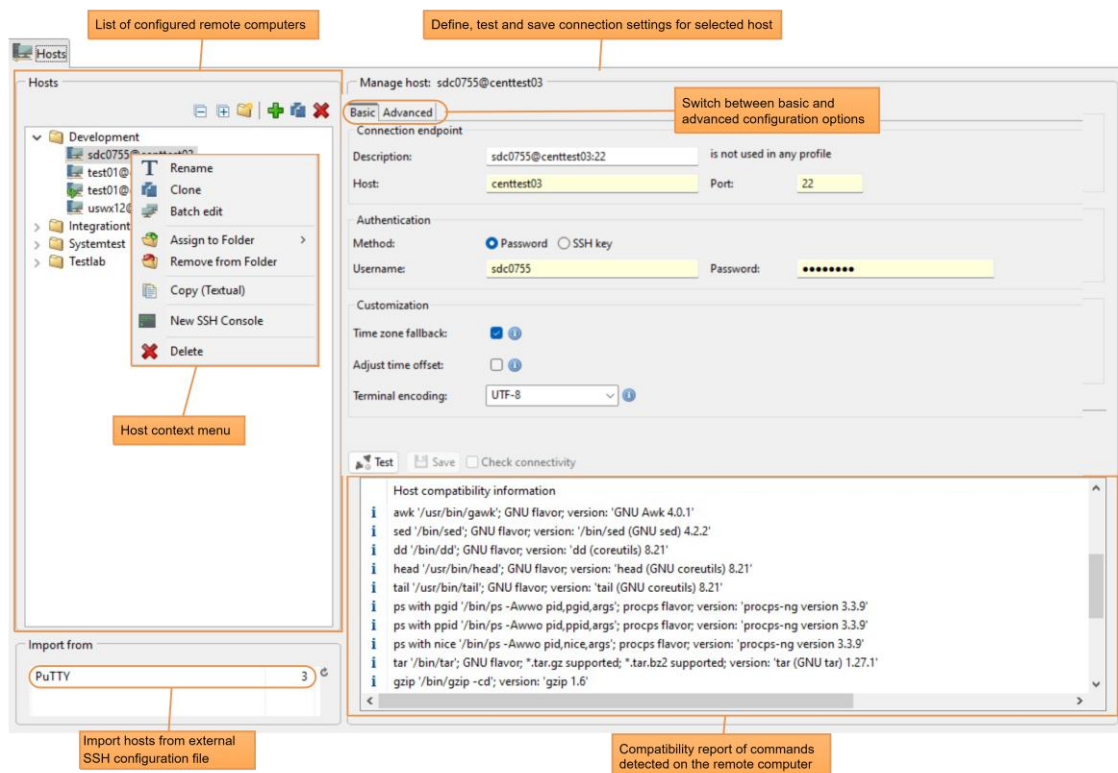 List of configured remote computers
Define, test and save connection settings for selected host
Hosts
Hosts
Manage host: sdc0755@centtest03
Basic Advanced
Switch between basic and
advanced configuration options
Development
sdc0755@centtest03
test01@
test01@
uswx12@
Integrationt
Systemtest
Testlab
Rename
Clone
Batch edit
Assign to Folder
Remove from Folder
Copy (Textual)
New SSH Console
Delete
Host context menu
Connection endpoint
Description: sdc0755@centtest03:22 is not used in any profile
Host: centtest03 Port: 22
Authentication
Method: Password SSH key
Username: sdc0755 Password: ••••••••
Customization
Time zone fallback:
Adjust time offset:
Terminal encoding: UTF-8
Test Save Check connectivity
Host compatibility information
awk '/usr/bin/gawk'; GNU flavor; version: 'GNU Awk 4.0.1'
sed '/bin/sed'; GNU flavor; version: '/bin/sed (GNU sed) 4.2.2'
dd '/bin/dd'; GNU flavor; version: 'dd (coreutils) 8.21'
head '/usr/bin/head'; GNU flavor; version: 'head (GNU coreutils) 8.21'
tail '/usr/bin/tail'; GNU flavor; version: 'tail (GNU coreutils) 8.21'
ps with pgid '/bin/ps -Awwo pid,pgid,args'; procps flavor; version: 'procps-ng version 3.3.9'
ps with ppid '/bin/ps -Awwo pid,ppid,args'; procps flavor; version: 'procps-ng version 3.3.9'
ps with nice '/bin/ps -Awwo pid,nice,args'; procps flavor; version: 'procps-ng version 3.3.9'
tar '/bin/tar'; GNU flavor; *.tar.gz supported; *.tar.bz2 supported; version: 'tar (GNU tar) 1.27.1'
gzip '/bin/gzip -cd'; version: 'gzip 1.6'
Import from
PuTTY 3
Import hosts from external
SSH configuration file
Compatibility report of commands
detected on the remote computer